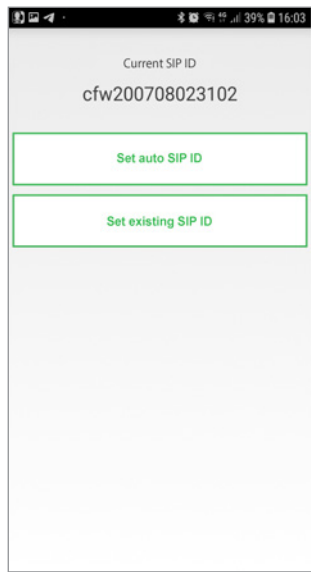 39% 16:03
Current SIP ID
cfw200708023102
Set auto SIP ID
Set existing SIP ID